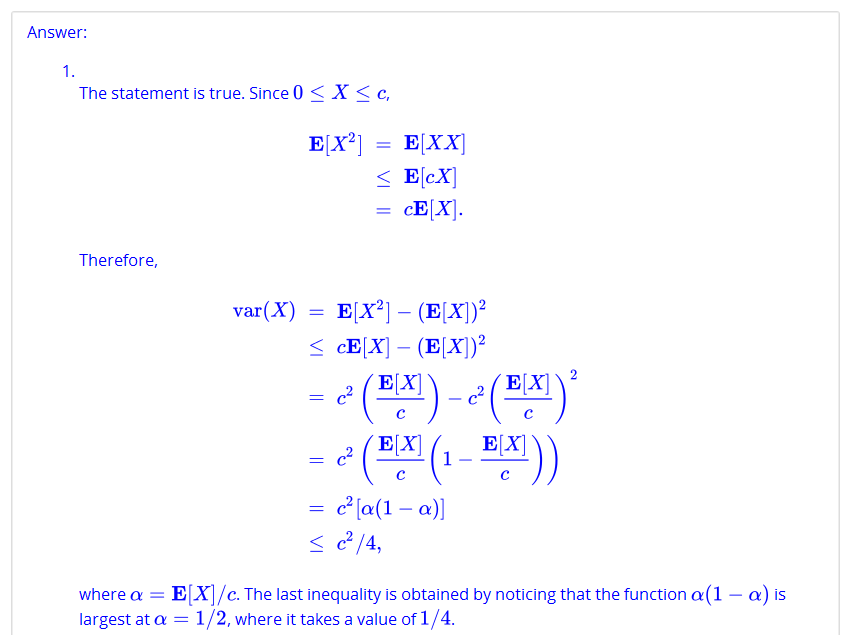 Answer:
1.
The statement is true. Since 0 ≤ X ≤ c,
E[X²] = E[XX]
≤ E[cX]
= cE[X].
Therefore,
var(X) = E[X²] − (E[X])²
≤ cE[X] − (E[X])²
= c² (E[X]/c) − c² (E[X]/c)²
= c² (E[X]/c (1 − E[X]/c))
= c²[α(1 − α)]
≤ c²/4,
where α = E[X]/c. The last inequality is obtained by noticing that the function α(1 − α) is
largest at α = 1/2, where it takes a value of 1/4.